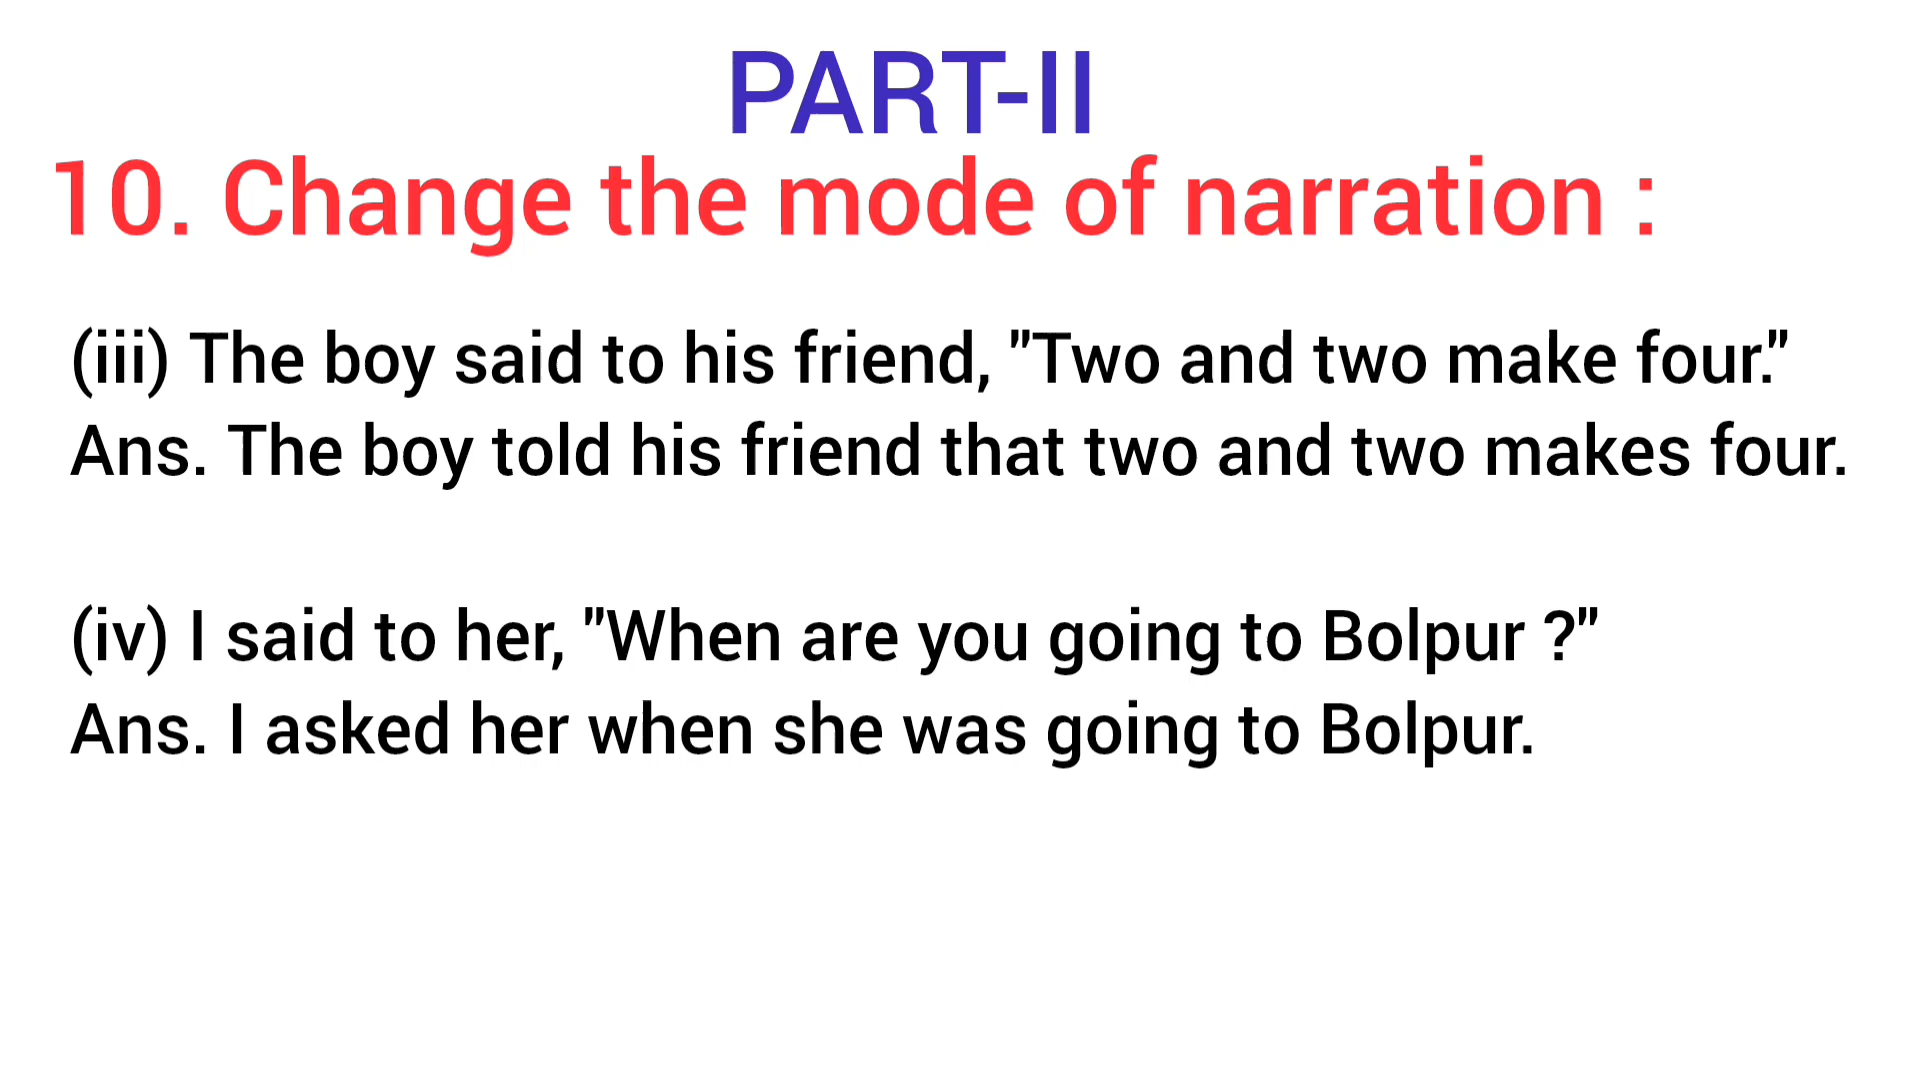 PART-II
10. Change the mode of narration :
(iii) The boy said to his friend, "Two and two make four."
Ans. The boy told his friend that two and two makes four.
(iv) I said to her, "When are you going to Bolpur ?"
Ans. I asked her when she was going to Bolpur.